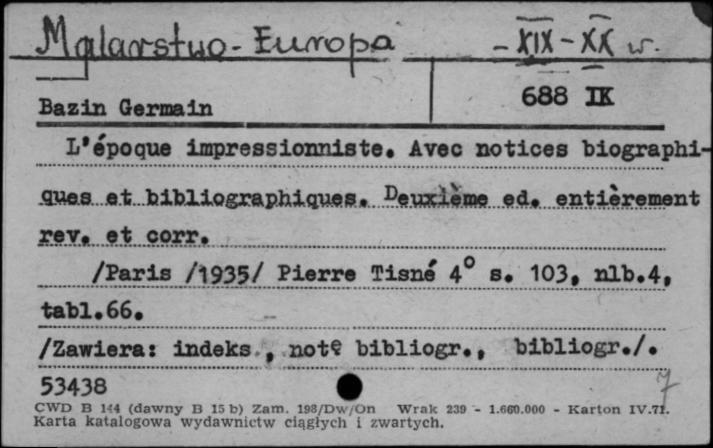 Malarstwo - Europa - XIX - XX w.
688 IK
Bazin Germain
L'époque impressionniste. Avec notices biographi-
ques et bibliographiques. Deuxième ed. entièrement
rev. et corr.
/Paris /1935/ Pierre Tisné 4° s. 103, nlb.4,
tabl.66.
/Zawiera: indeks, notę bibliogr., bibliogr./.
53438
7
CWD B 144 (dawny B 15 b) Zam. 198/Dw/On Wrak 239 - 1.660.000 - Karton IV.71.
Karta katalogowa wydawnictw ciągłych i zwartych.